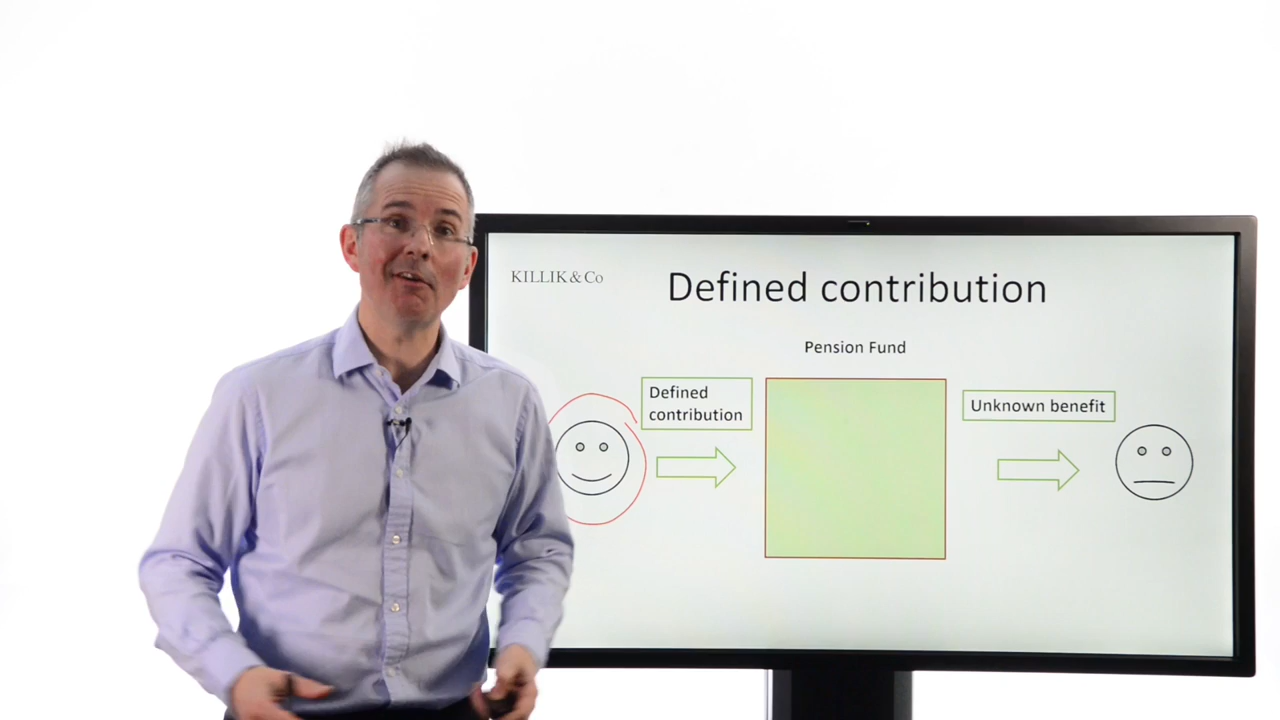 KILLIK & Co
Defined contribution
Pension Fund
Defined
contribution
Unknown benefit